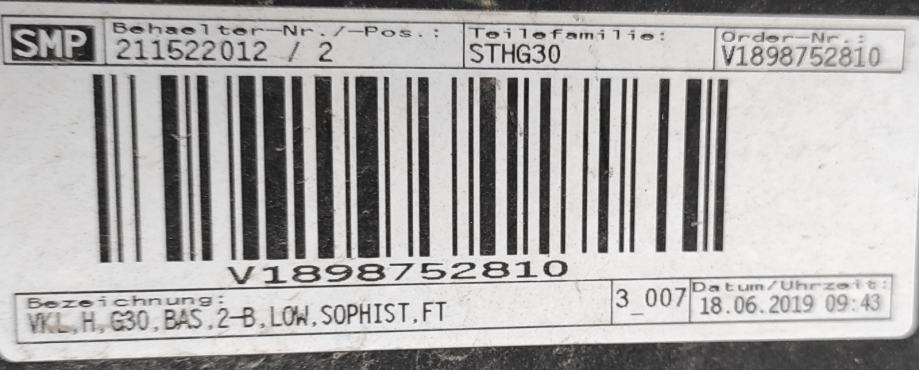 SMP
Behaelter-Nr./-Pos.: Teilefamilie: Order-Nr.:
211522012 / 2 STHG30 V1898752810
V1898752810
Bezeichnung: 3_007 Datum/Uhrzeit:
VKL,H,G30,BAS,2-B,LOW,SOPHIST,FT 18.06.2019 09:43